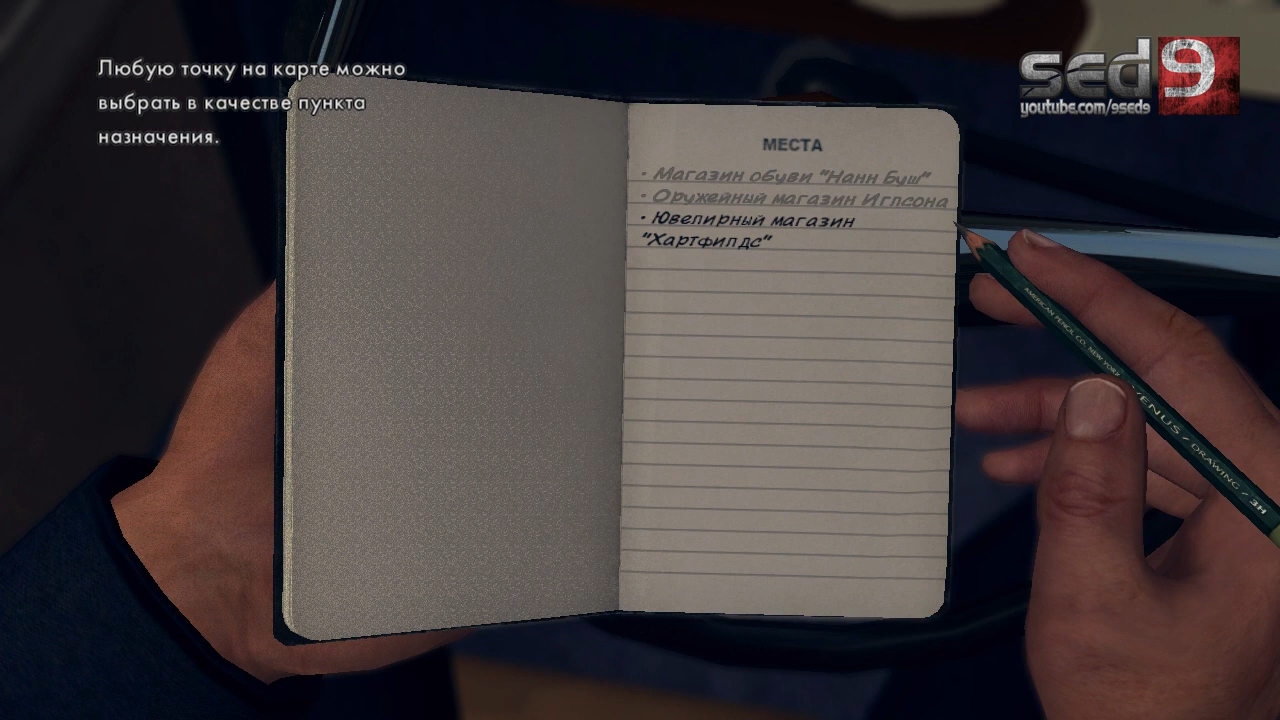 Любую точку на карте можно
выбрать в качестве пункта
назначения.
sed9
youtube.com/9sed9
МЕСТА
- Магазин обуви "Нанн Буш"
- Оружейный магазин Иглсона
- Ювелирный магазин
"Хартфилдс"
AMERICAN PENCIL CO. NEW YORK
VENUS / DRAWING / 3H